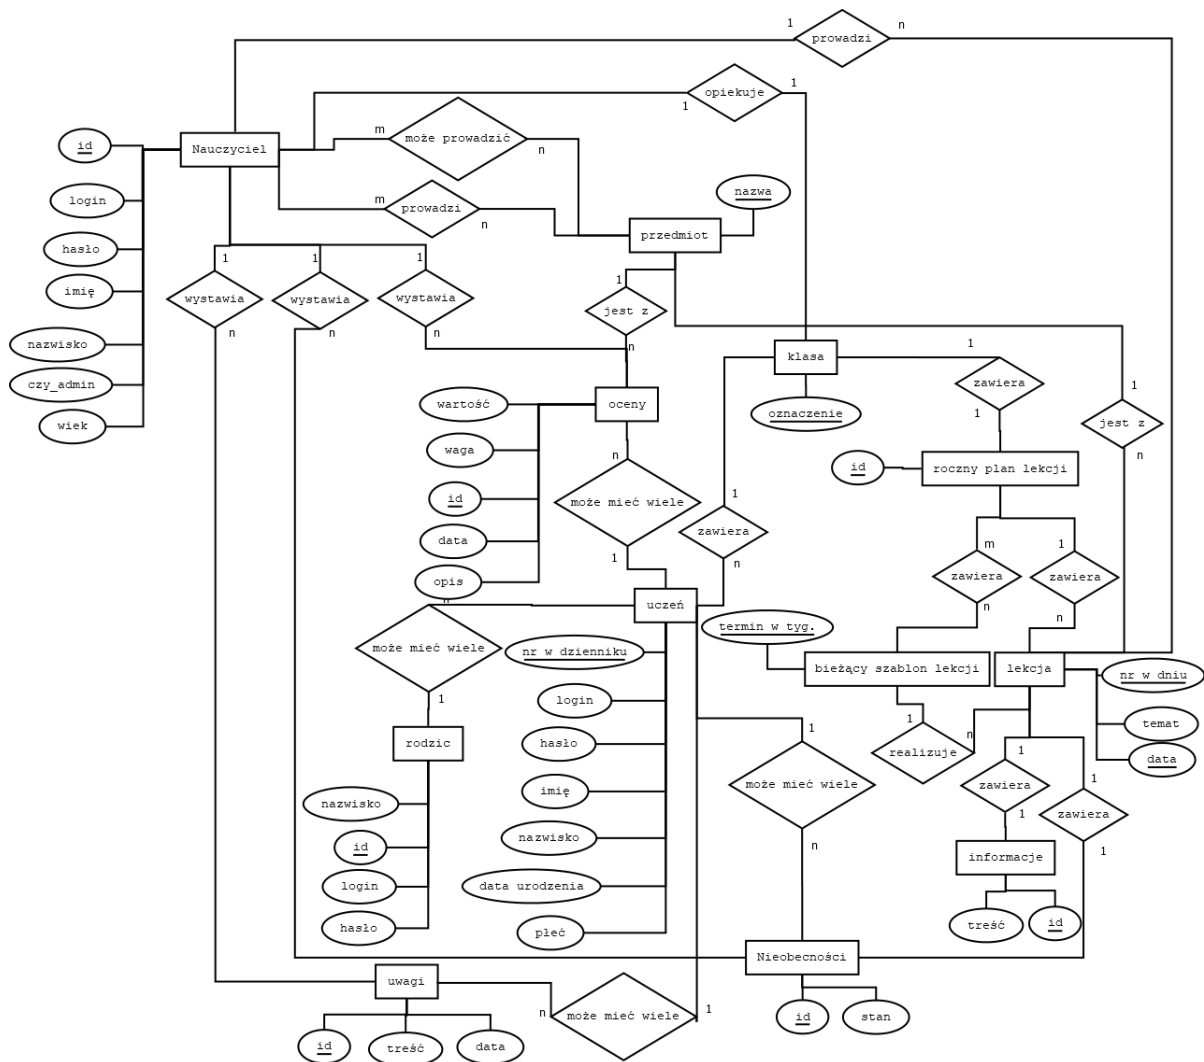 1
n
prowadzi
1
opiekuje
1
m
może prowadzić
n
id
Nauczyciel
login
m
prowadzi
n
nazwa
przedmiot
hasło
1
1
1
imię
wystawia
wystawia
wystawia
1
jest z
n
n
n
n
nazwisko
1
klasa
1
czy_admin
wiek
wartość
oceny
oznaczenie
zawiera
1
1
jest z
n
waga
n
id
roczny plan lekcji
id
może mieć wiele
1
zawiera
n
data
1
m
1
zawiera
zawiera
opis
n
n
n
uczeń
1
może mieć wiele
nr w dzienniku
termin w tyg.
bieżący szablon lekcji
lekcja
nr w dniu
login
1
rodzic
hasło
1
1
n
realizuje
1
temat
data
może mieć wiele
zawiera
1
zawiera
1
1
nazwisko
imię
id
nazwisko
n
informacje
login
data urodzenia
hasło
płeć
treść
id
Nieobecności
uwagi
n
może mieć wiele
1
id
stan
id
treść
data